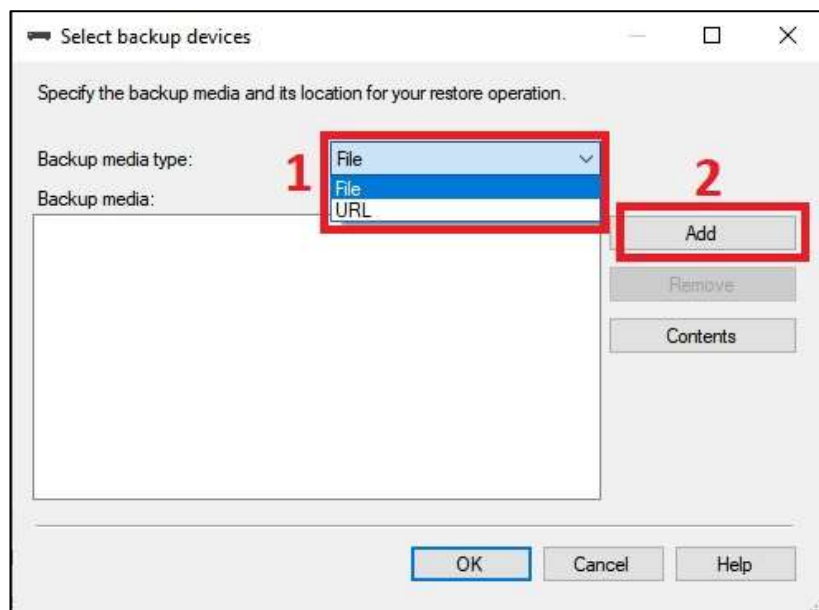 Select backup devices
Specify the backup media and its location for your restore operation.
Backup media type:
1
File
File
URL
Backup media:
2
Add
Remove
Contents
OK
Cancel
Help